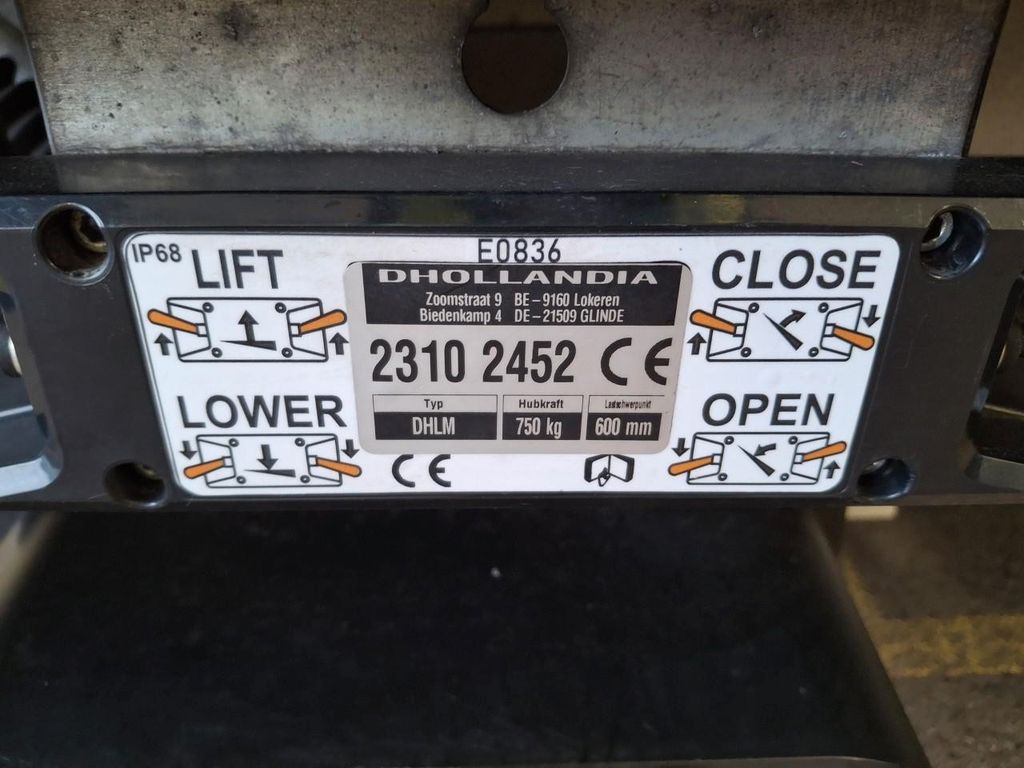 IP68
LIFT
E0836
CLOSE
DHOLLANDIA
Zoomstraat 9 BE-9160 Lokeren
Biedenkamp 4 DE-21509 GLINDE
2310 2452 CE
LOWER
OPEN
Typ Hubkraft Lastschwerpunkt
DHLM 750 kg 600 mm
CE